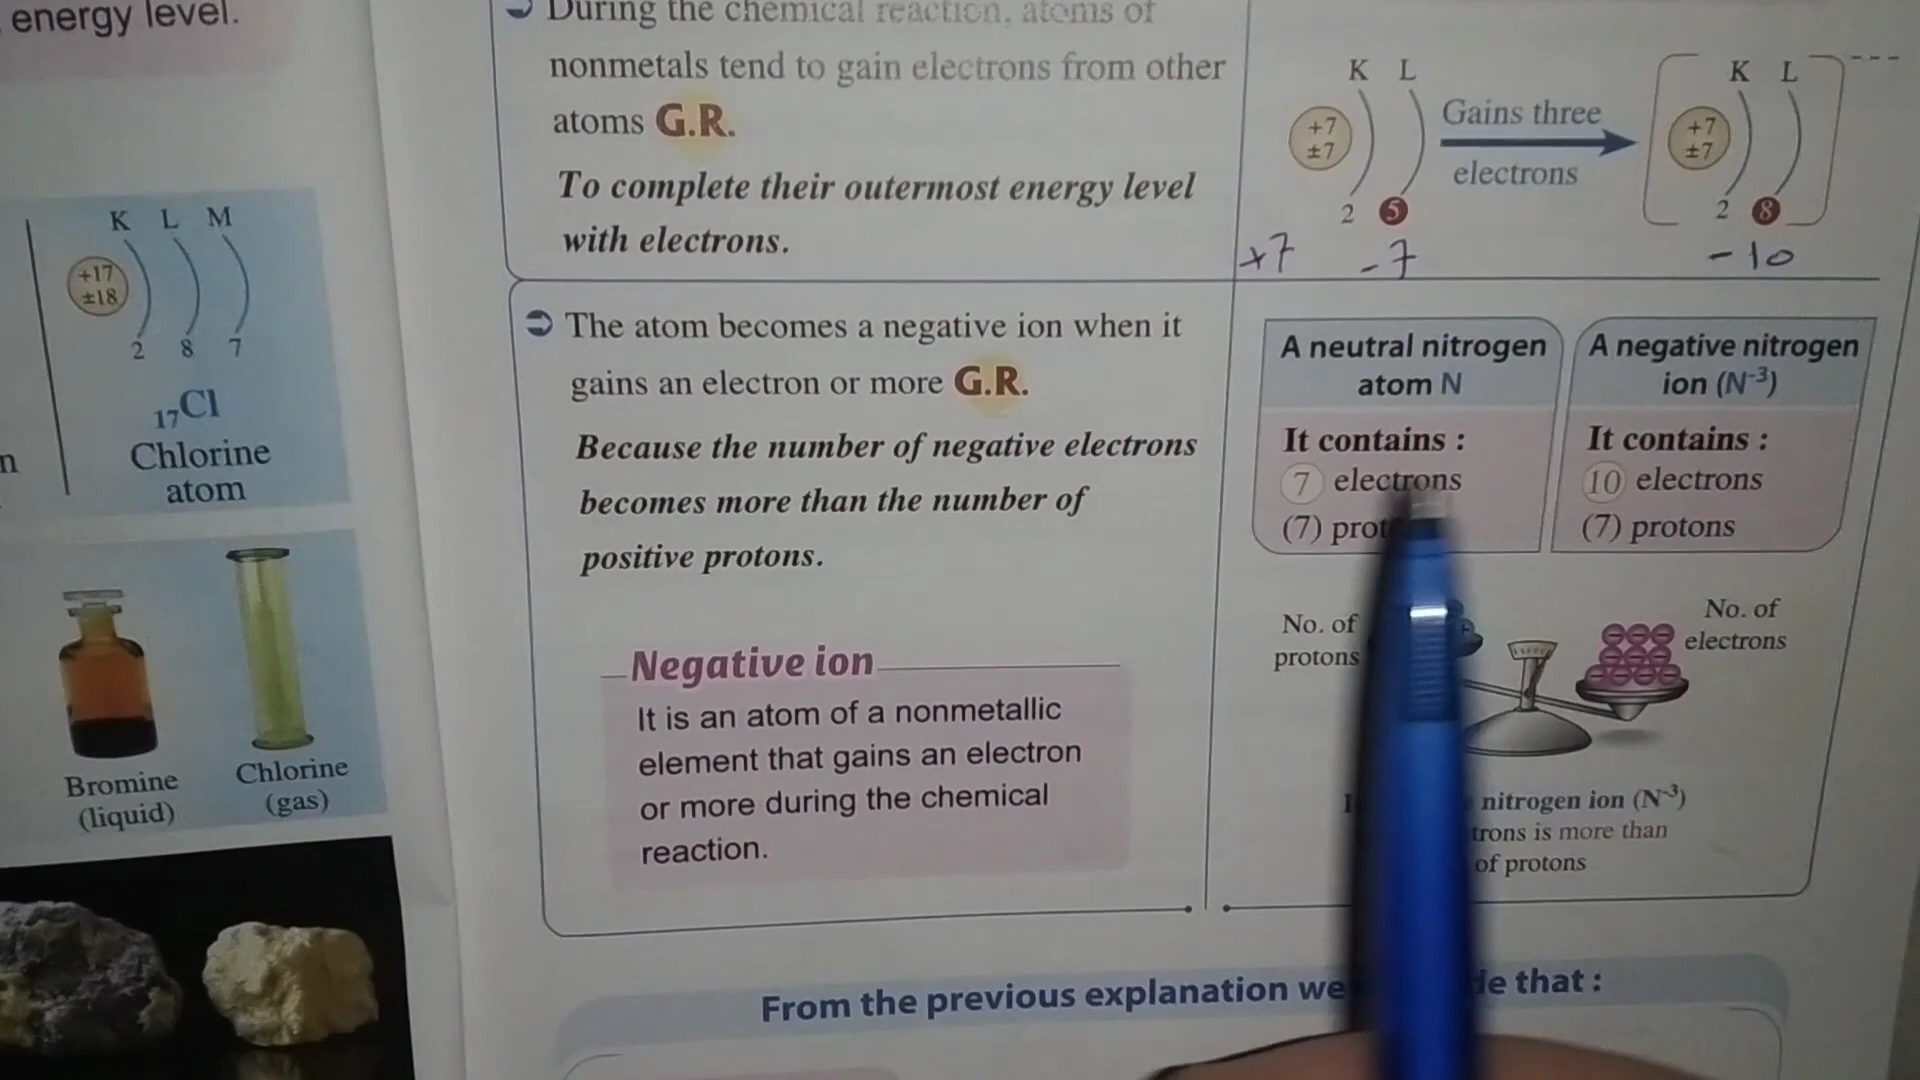 energy level.
n
K L M
+17
±18
2 8 7
17Cl
Chlorine
atom
Bromine
(liquid)
Chlorine
(gas)
During the chemical reaction, atoms of
nonmetals tend to gain electrons from other
atoms G.R.
To complete their outermost energy level
with electrons.
K L
+7
±7
2 5
Gains three
electrons
K L
+7
±7
2 8
+7 -7
-10
The atom becomes a negative ion when it
gains an electron or more G.R.
Because the number of negative electrons
becomes more than the number of
positive protons.
Negative ion
It is an atom of a nonmetallic
element that gains an electron
or more during the chemical
reaction.
A neutral nitrogen
atom N
It contains :
7 electrons
(7) prot
A negative nitrogen
ion (N-3)
It contains :
10 electrons
(7) protons
No. of
protons
No. of
electrons
nitrogen ion (N-3)
trons is more than
of protons
From the previous explanation we de that :